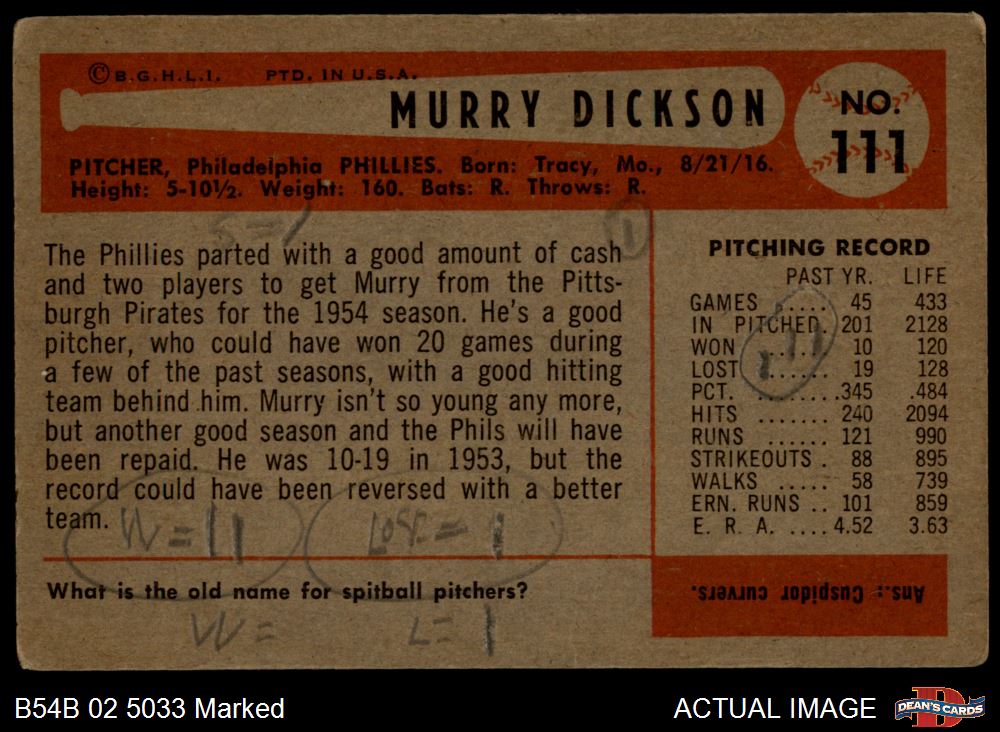 ©B.G.H.L.I. PTD. IN U.S.A.
MURRY DICKSON
NO.
111
PITCHER, Philadelphia PHILLIES. Born: Tracy, Mo., 8/21/16.
Height: 5-10½. Weight: 160. Bats: R. Throws: R.
1
The Phillies parted with a good amount of cash
and two players to get Murry from the Pitts-
burgh Pirates for the 1954 season. He's a good
pitcher, who could have won 20 games during
a few of the past seasons, with a good hitting
team behind him. Murry isn't so young any more,
but another good season and the Phils will have
been repaid. He was 10-19 in 1953, but the
record could have been reversed with a better
team.
W = 11 Lost = 1
What is the old name for spitball pitchers?
W = L = 1
PITCHING RECORD
PAST YR. LIFE
GAMES ..... 45 433
IN PITCHED. 201 2128
WON ...... 10 120
LOST ...... 19 128
PCT. .........345 .484
HITS ....... 240 2094
RUNS ...... 121 990
STRIKEOUTS . 88 895
WALKS ..... 58 739
ERN. RUNS .. 101 859
E. R. A. ....4.52 3.63
111
Ans.: Cuspidor curvers.
B54B 02 5033 Marked
ACTUAL IMAGE
D
DEAN'S CARDS